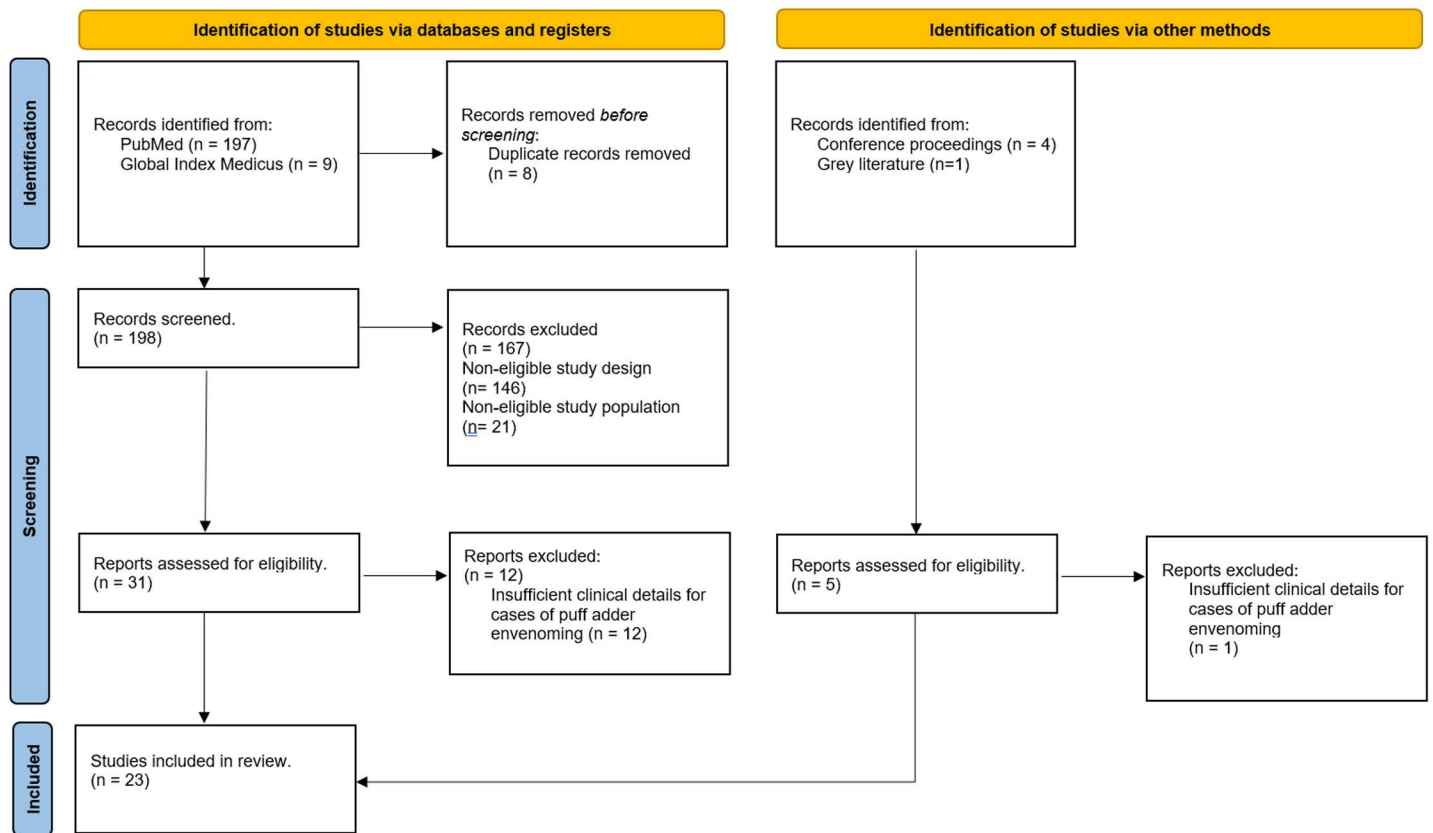 Identification of studies via databases and registers
Identification of studies via other methods
Identification
Records identified from:
PubMed (n = 197)
Global Index Medicus (n = 9)
Records removed before
screening:
Duplicate records removed
(n = 8)
Records identified from:
Conference proceedings (n = 4)
Grey literature (n=1)
Screening
Records screened.
(n = 198)
Records excluded
(n = 167)
Non-eligible study design
(n= 146)
Non-eligible study population
(n= 21)
Reports assessed for eligibility.
(n = 31)
Reports excluded:
(n = 12)
Insufficient clinical details for
cases of puff adder
envenoming (n = 12)
Reports assessed for eligibility.
(n = 5)
Reports excluded:
Insufficient clinical details for
cases of puff adder
envenoming
(n = 1)
Included
Studies included in review.
(n = 23)